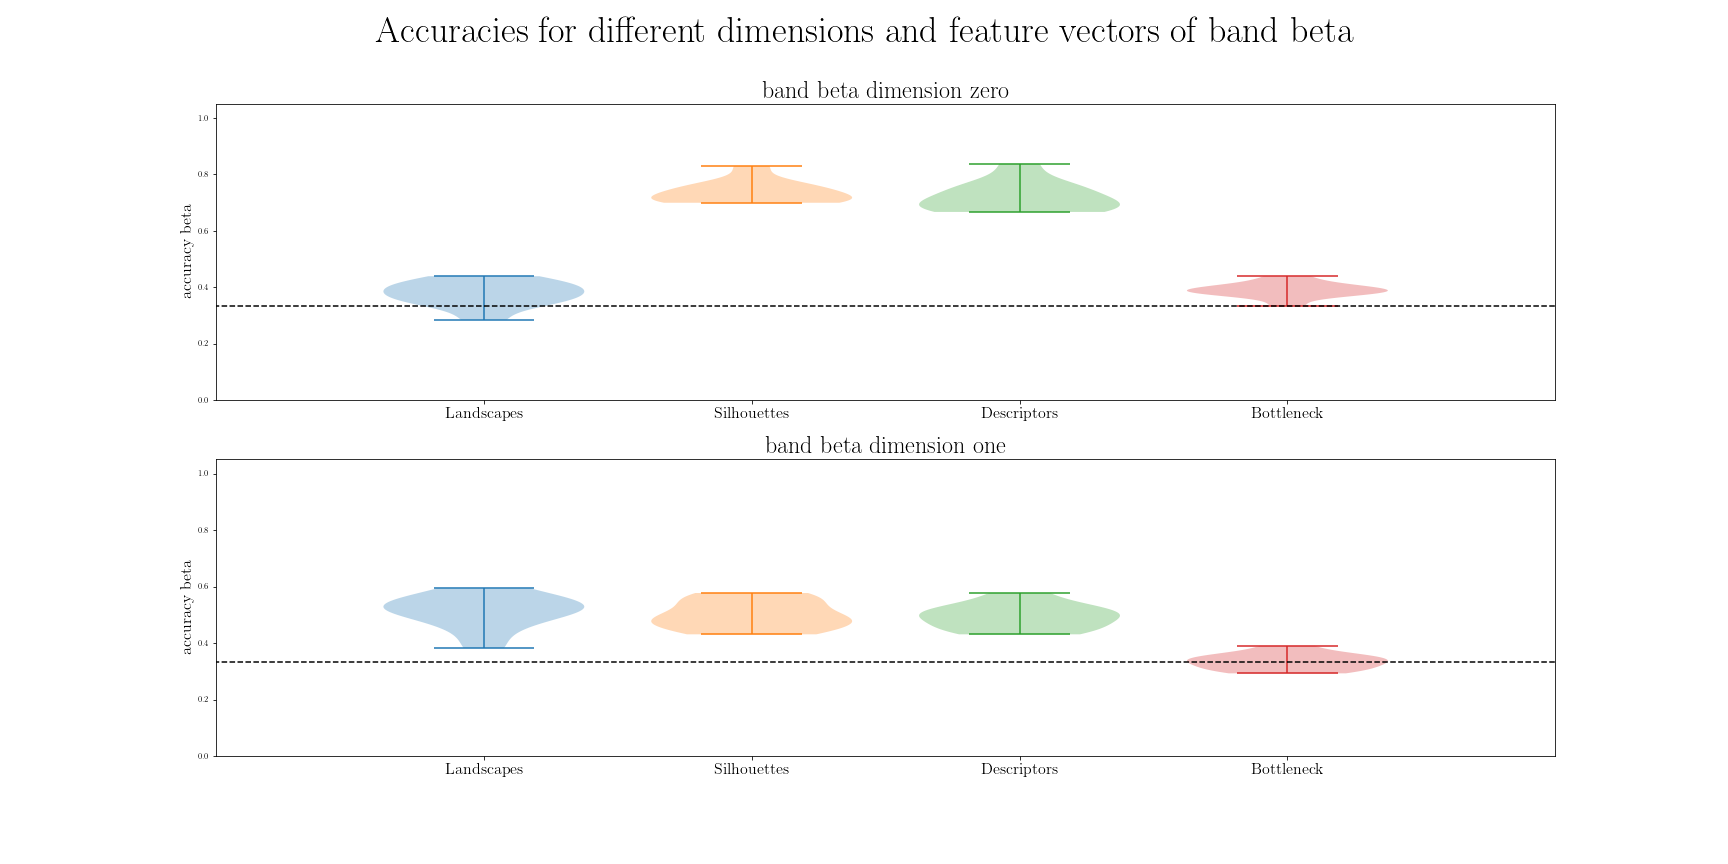 Accuracies for different dimensions and feature vectors of band beta
band beta dimension zero
accuracy beta
1.0
0.8
0.6
0.4
0.2
0.0
Landscapes Silhouettes Descriptors Bottleneck
band beta dimension one
accuracy beta
1.0
0.8
0.6
0.4
0.2
0.0
Landscapes Silhouettes Descriptors Bottleneck